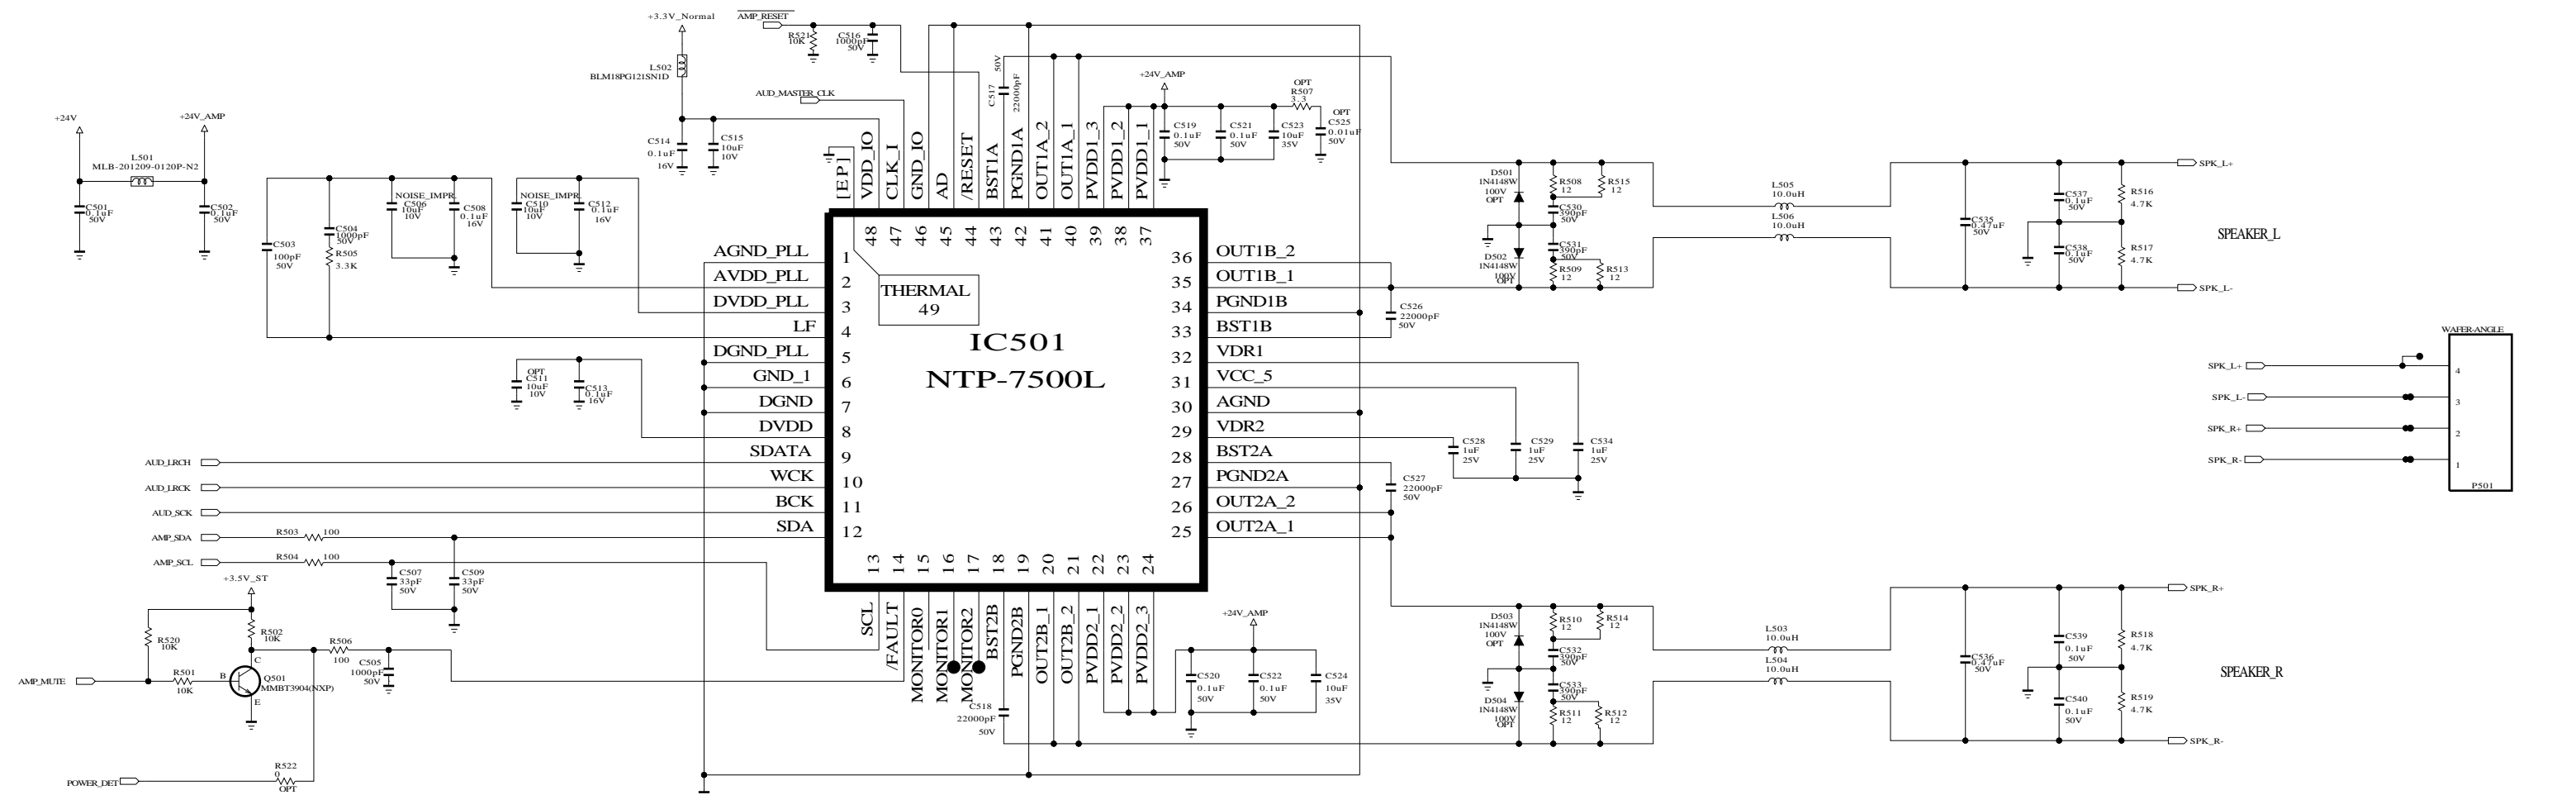 +24V
+24V_AMP
L501
MLB-201209-0120P-N2
C501
0.1uF
50V
C502
0.1uF
50V
+3.3V_Normal
L502
BLM18PG121SN1D
C514
0.1uF
16V
C515
10uF
10V
AMP_RESET
R521
10K
C516
1000pF
50V
AUD_MASTER_CLK
C503
100pF
50V
C504
1000pF
50V
R505
3.3K
NOISE_IMPR
C506
10uF
10V
C508
0.1uF
16V
NOISE_IMPR
C510
10uF
10V
C512
0.1uF
16V
OPT
C511
10uF
10V
C513
0.1uF
16V
AUD_LRCH
AUD_LRCK
AUD_SCK
AMP_SDA
R503
100
AMP_SCL
R504
100
C507
33pF
50V
C509
33pF
50V
+3.5V_ST
R520
10K
R502
10K
R506
100
C505
1000pF
50V
AMP_MUTE
R501
10K
B
C
E
Q501
MMBT3904(NXP)
POWER_DET
R522
0
OPT
[EP]
VDD_IO
CLK_I
GND_IO
AD
/RESET
BST1A
PGND1A
OUT1A_2
OUT1A_1
PVDD1_3
PVDD1_2
PVDD1_1
48
47
46
45
44
43
42
41
40
39
38
37
C517
22000pF
50V
+24V_AMP
C519
0.1uF
50V
C521
0.1uF
50V
C523
10uF
35V
OPT
R507
3.3
OPT
C525
0.01uF
50V
AGND_PLL
1
AVDD_PLL
2
DVDD_PLL
3
LF
4
DGND_PLL
5
GND_1
6
DGND
7
DVDD
8
SDATA
9
WCK
10
BCK
11
SDA
12
THERMAL
49
IC501
NTP-7500L
36
OUT1B_2
35
OUT1B_1
34
PGND1B
33
BST1B
32
VDR1
31
VCC_5
30
AGND
29
VDR2
28
BST2A
27
PGND2A
26
OUT2A_2
25
OUT2A_1
13
14
15
16
17
18
19
20
21
22
23
24
SCL
/FAULT
MONITOR0
MONITOR1
MONITOR2
BST2B
PGND2B
OUT2B_1
OUT2B_2
PVDD2_1
PVDD2_2
PVDD2_3
C518
22000pF
50V
+24V_AMP
C520
0.1uF
50V
C522
0.1uF
50V
C524
10uF
35V
C526
22000pF
50V
C527
22000pF
50V
C528
1uF
25V
C529
1uF
25V
C534
1uF
25V
D501
1N4148W
100V
OPT
D502
1N4148W
100V
OPT
R508
12
R515
12
C530
390pF
50V
C531
390pF
50V
R509
12
R513
12
L505
10.0uH
L506
10.0uH
C535
0.47uF
50V
C537
0.1uF
50V
C538
0.1uF
50V
R516
4.7K
R517
4.7K
SPK_L+
SPEAKER_L
SPK_L-
D503
1N4148W
100V
OPT
D504
1N4148W
100V
OPT
R510
12
R514
12
C532
390pF
50V
C533
390pF
50V
R511
12
R512
12
L503
10.0uH
L504
10.0uH
C536
0.47uF
50V
C539
0.1uF
50V
C540
0.1uF
50V
R518
4.7K
R519
4.7K
SPK_R+
SPEAKER_R
SPK_R-
WAFER-ANGLE
SPK_L+
4
SPK_L-
3
SPK_R+
2
SPK_R-
1
P501